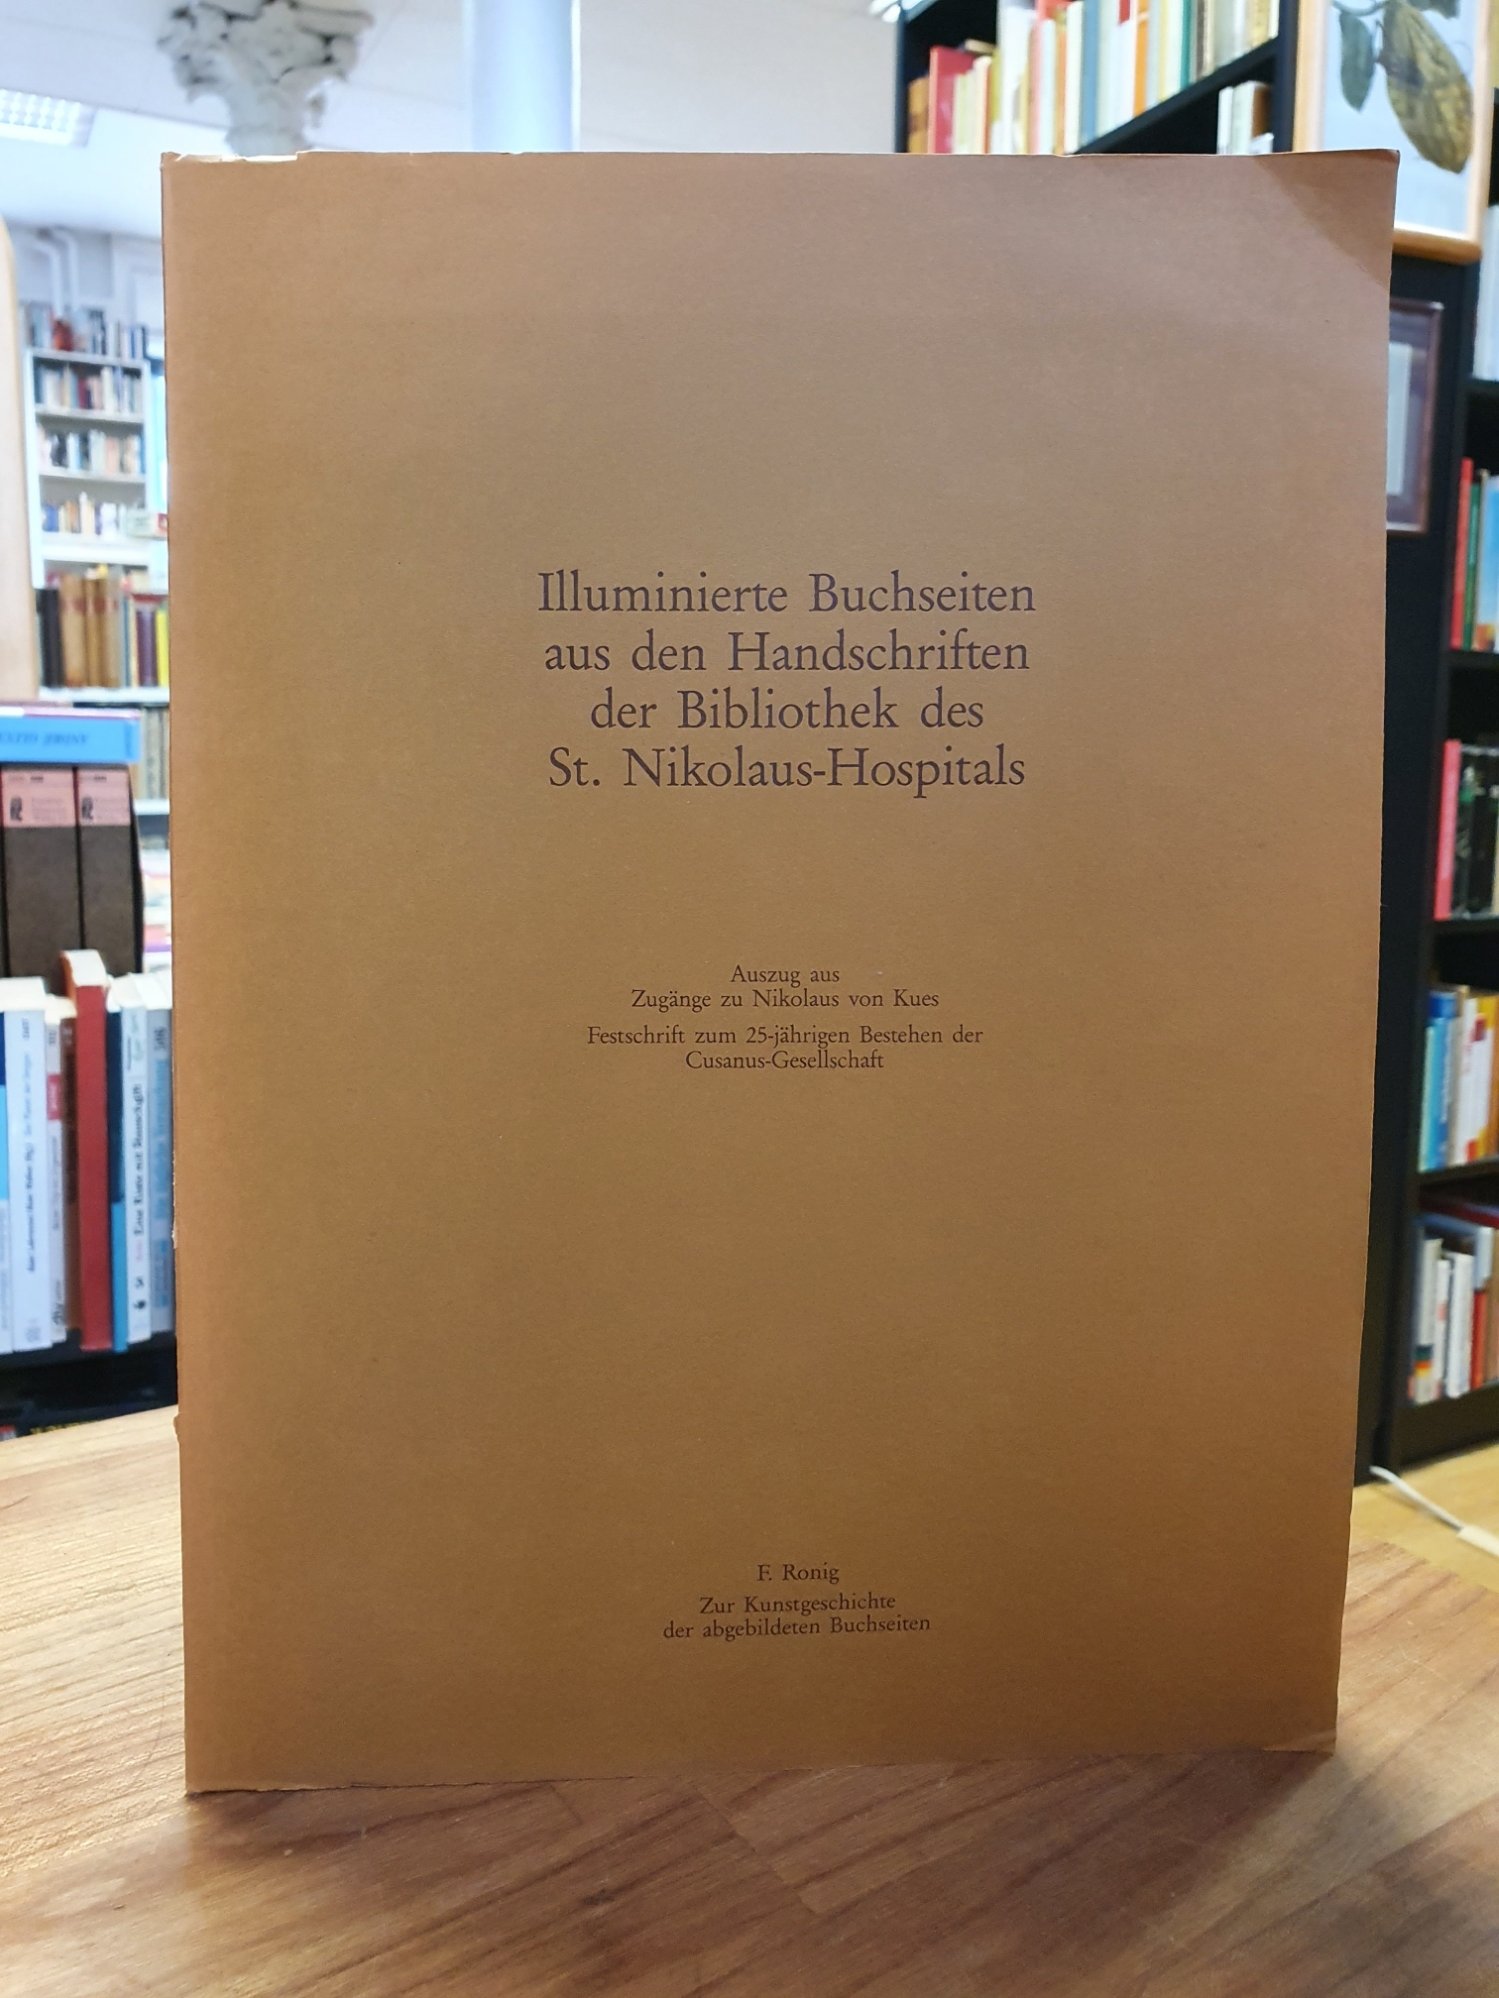 Illuminierte Buchseiten
aus den Handschriften
der Bibliothek des
St. Nikolaus-Hospitals
Auszug aus
Zugänge zu Nikolaus von Kues
Festschrift zum 25-jährigen Bestehen der
Cusanus-Gesellschaft
F. Ronig
Zur Kunstgeschichte
der abgebildeten Buchseiten